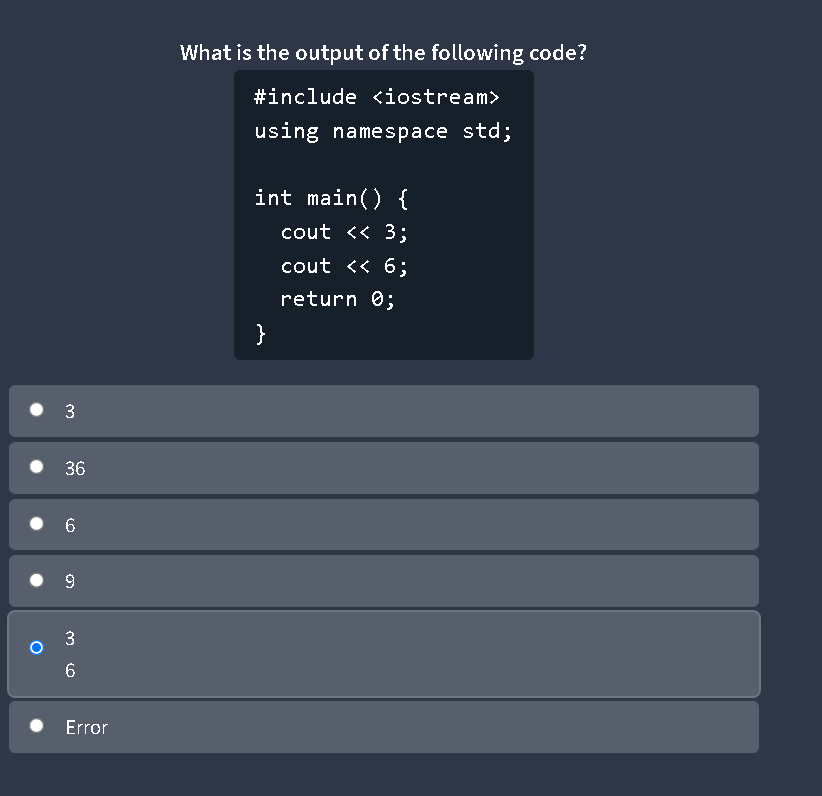 What is the output of the following code?
#include <iostream>
using namespace std;
int main() {
  cout << 3;
  cout << 6;
  return 0;
}
3
36
6
9
3
6
Error